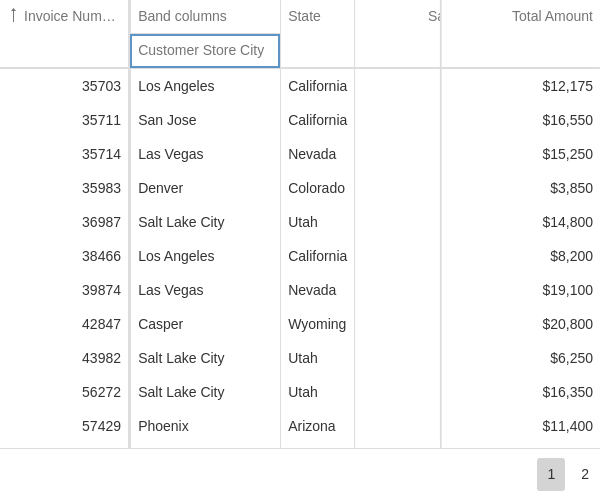 ↑ Invoice Num… Band columns State Sa Total Amount
Customer Store City
35703 Los Angeles California $12,175
35711 San Jose California $16,550
35714 Las Vegas Nevada $15,250
35983 Denver Colorado $3,850
36987 Salt Lake City Utah $14,800
38466 Los Angeles California $8,200
39874 Las Vegas Nevada $19,100
42847 Casper Wyoming $20,800
43982 Salt Lake City Utah $6,250
56272 Salt Lake City Utah $16,350
57429 Phoenix Arizona $11,400
1 2